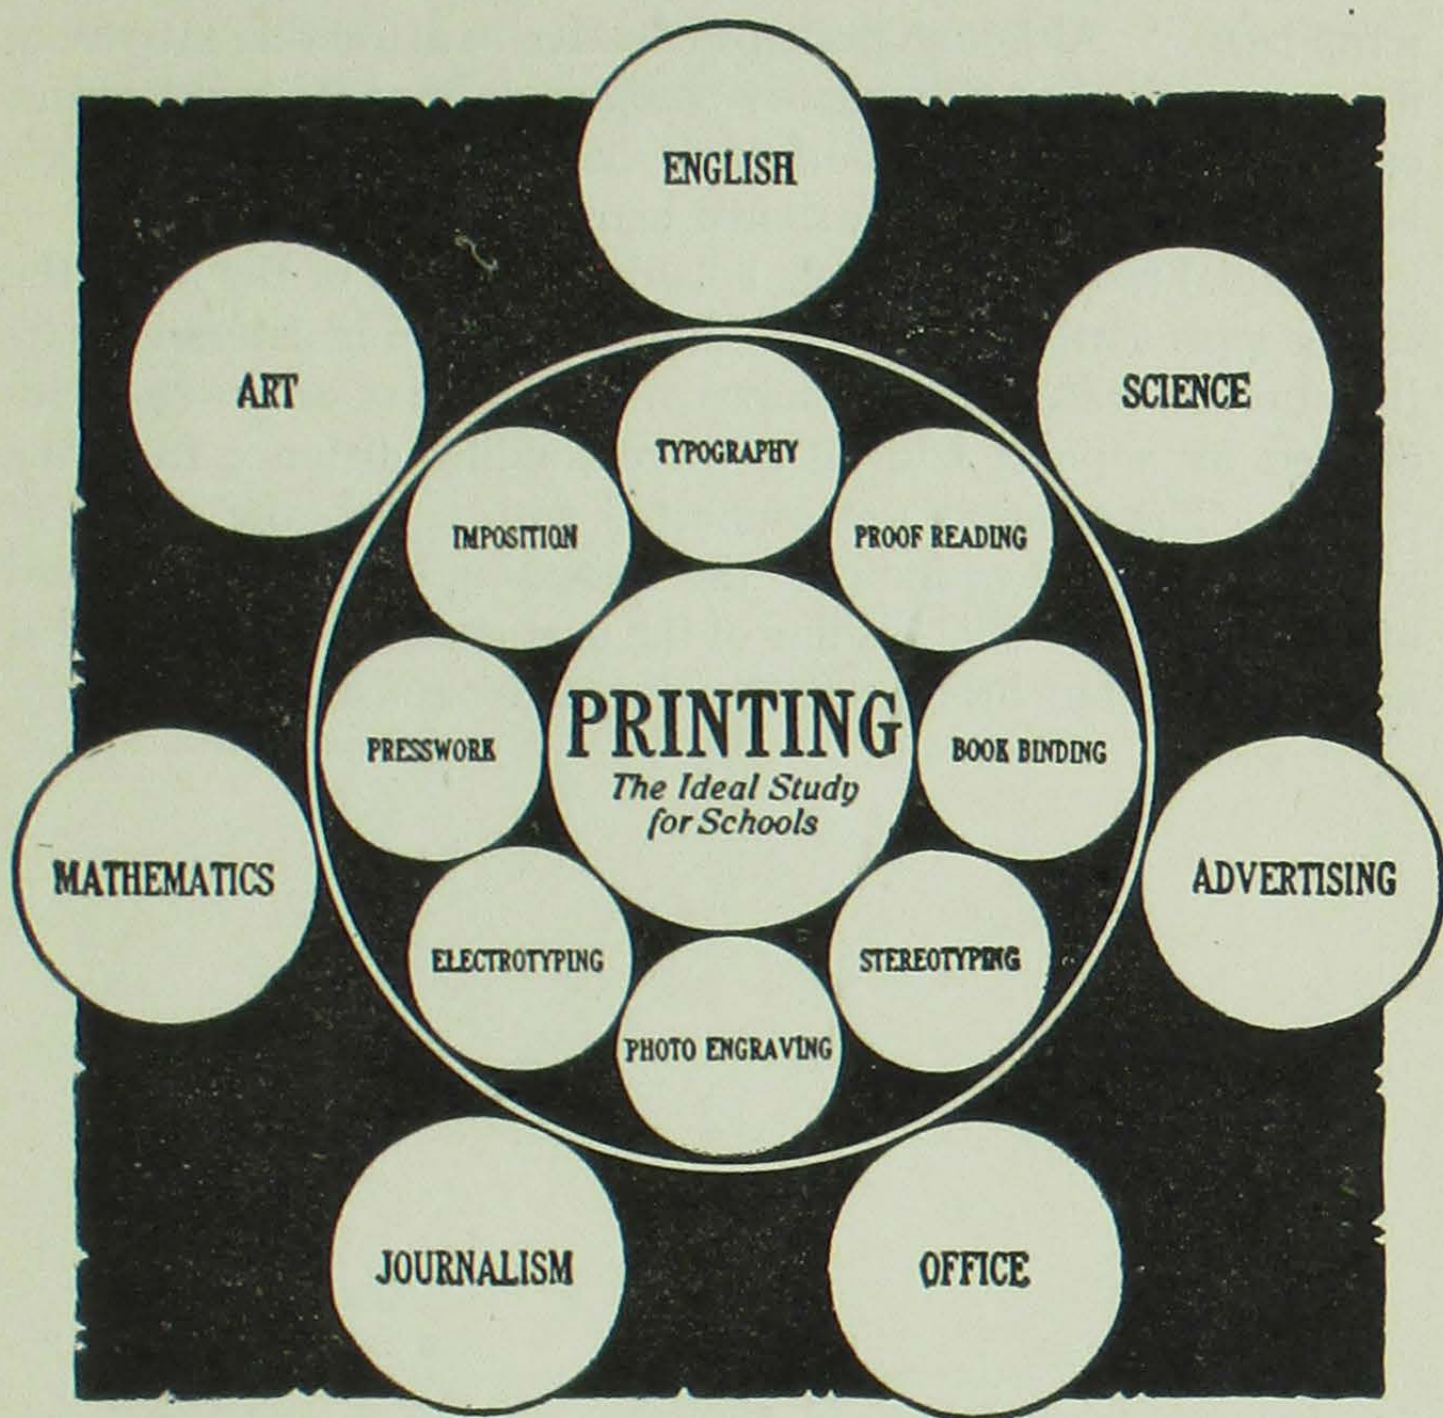 ENGLISH
ART
SCIENCE
TYPOGRAPHY
IMPOSITION
PROOF READING
PRESSWORK
PRINTING
The Ideal Study
for Schools
BOOK BINDING
MATHEMATICS
ADVERTISING
ELECTROTYPING
STEREOTYPING
PHOTO ENGRAVING
JOURNALISM
OFFICE